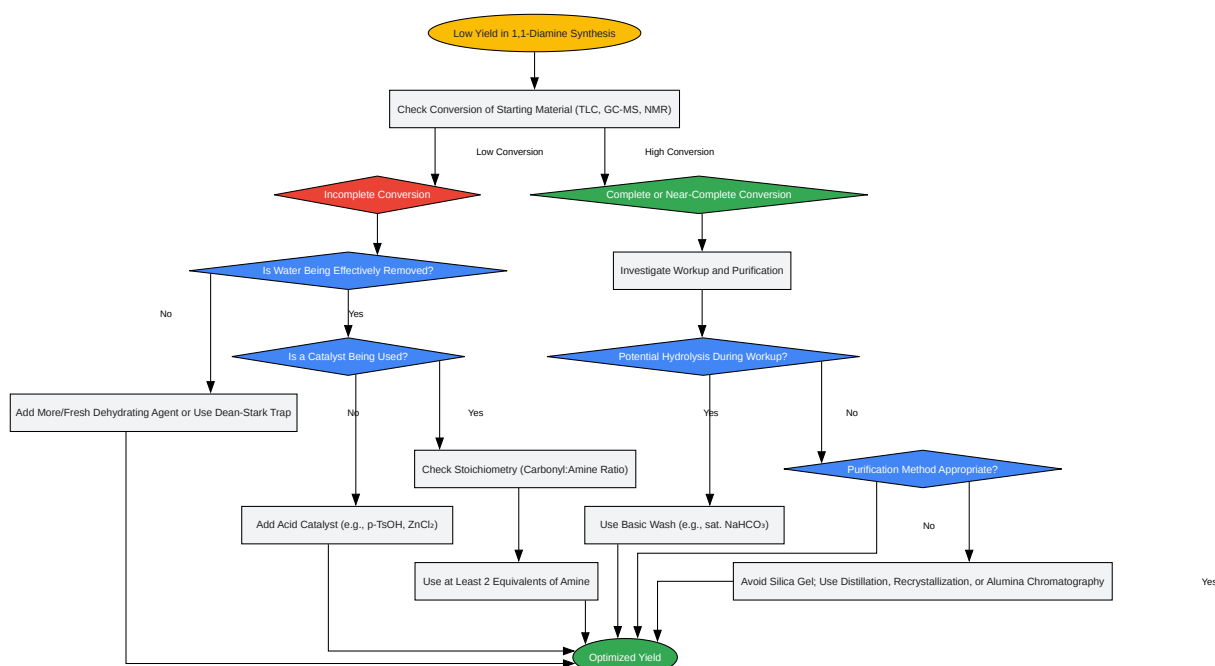 Low Yield in 1,1-Diamine Synthesis
Check Conversion of Starting Material (TLC, GC-MS, NMR)
Low Conversion
High Conversion
Incomplete Conversion
Complete or Near-Complete Conversion
Is Water Being Effectively Removed?
Investigate Workup and Purification
No
Yes
Is a Catalyst Being Used?
Potential Hydrolysis During Workup?
Add More/Fresh Dehydrating Agent or Use Dean-Stark Trap
No
Yes
Yes
No
Check Stoichiometry (Carbonyl:Amine Ratio)
Purification Method Appropriate?
Add Acid Catalyst (e.g., p-TsOH, ZnCl₂)
Use Basic Wash (e.g., sat. NaHCO₃)
No
Use at Least 2 Equivalents of Amine
Avoid Silica Gel; Use Distillation, Recrystallization, or Alumina Chromatography
Yes
Optimized Yield